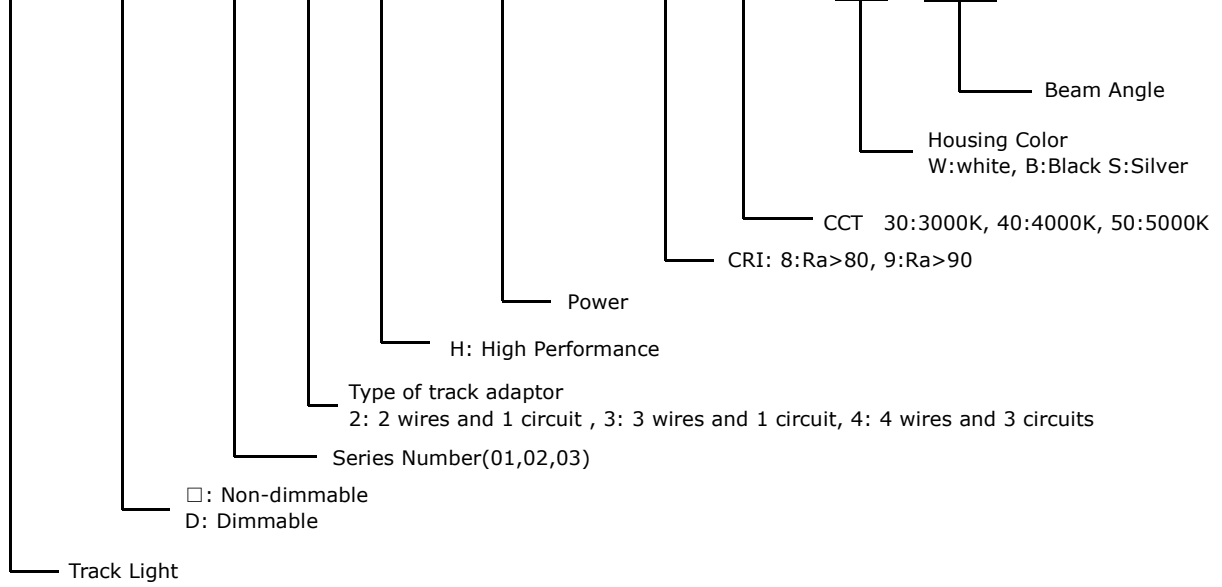 Beam Angle
Housing Color
W:white, B:Black S:Silver
CCT 30:3000K, 40:4000K, 50:5000K
CRI: 8:Ra>80, 9:Ra>90
Power
H: High Performance
Type of track adaptor
2: 2 wires and 1 circuit , 3: 3 wires and 1 circuit, 4: 4 wires and 3 circuits
Series Number(01,02,03)
□: Non-dimmable
D: Dimmable
Track Light